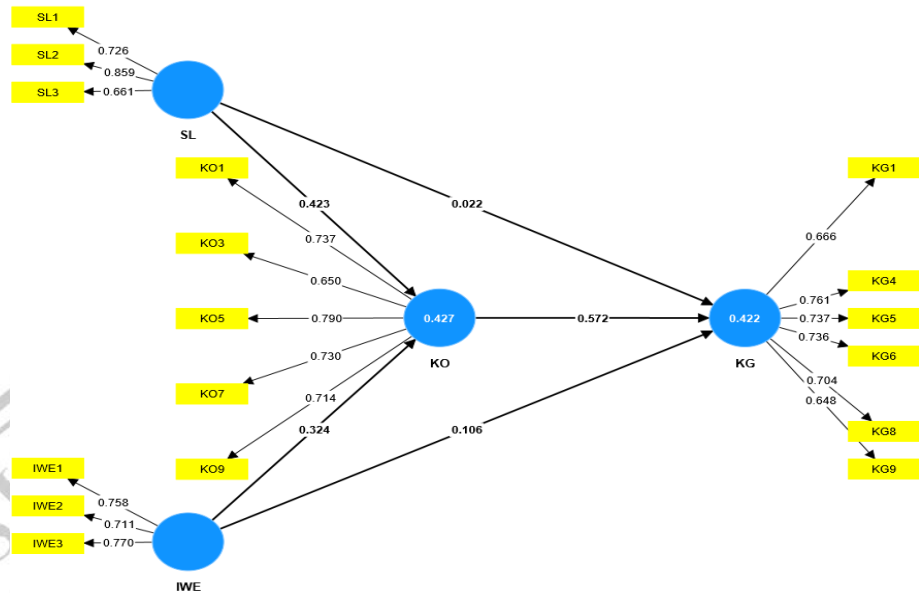 SL1
SL2
SL3
0.726
0.859
0.661
SL
KO1
KO3
KO5
KO7
KO9
0.423
0.737
0.650
0.790
0.730
0.714
0.324
0.427
KO
0.022
0.572
0.106
0.422
KG
KG1
KG4
KG5
KG6
KG8
KG9
0.666
0.761
0.737
0.736
0.704
0.648
IWE1
IWE2
IWE3
0.758
0.711
0.770
IWE